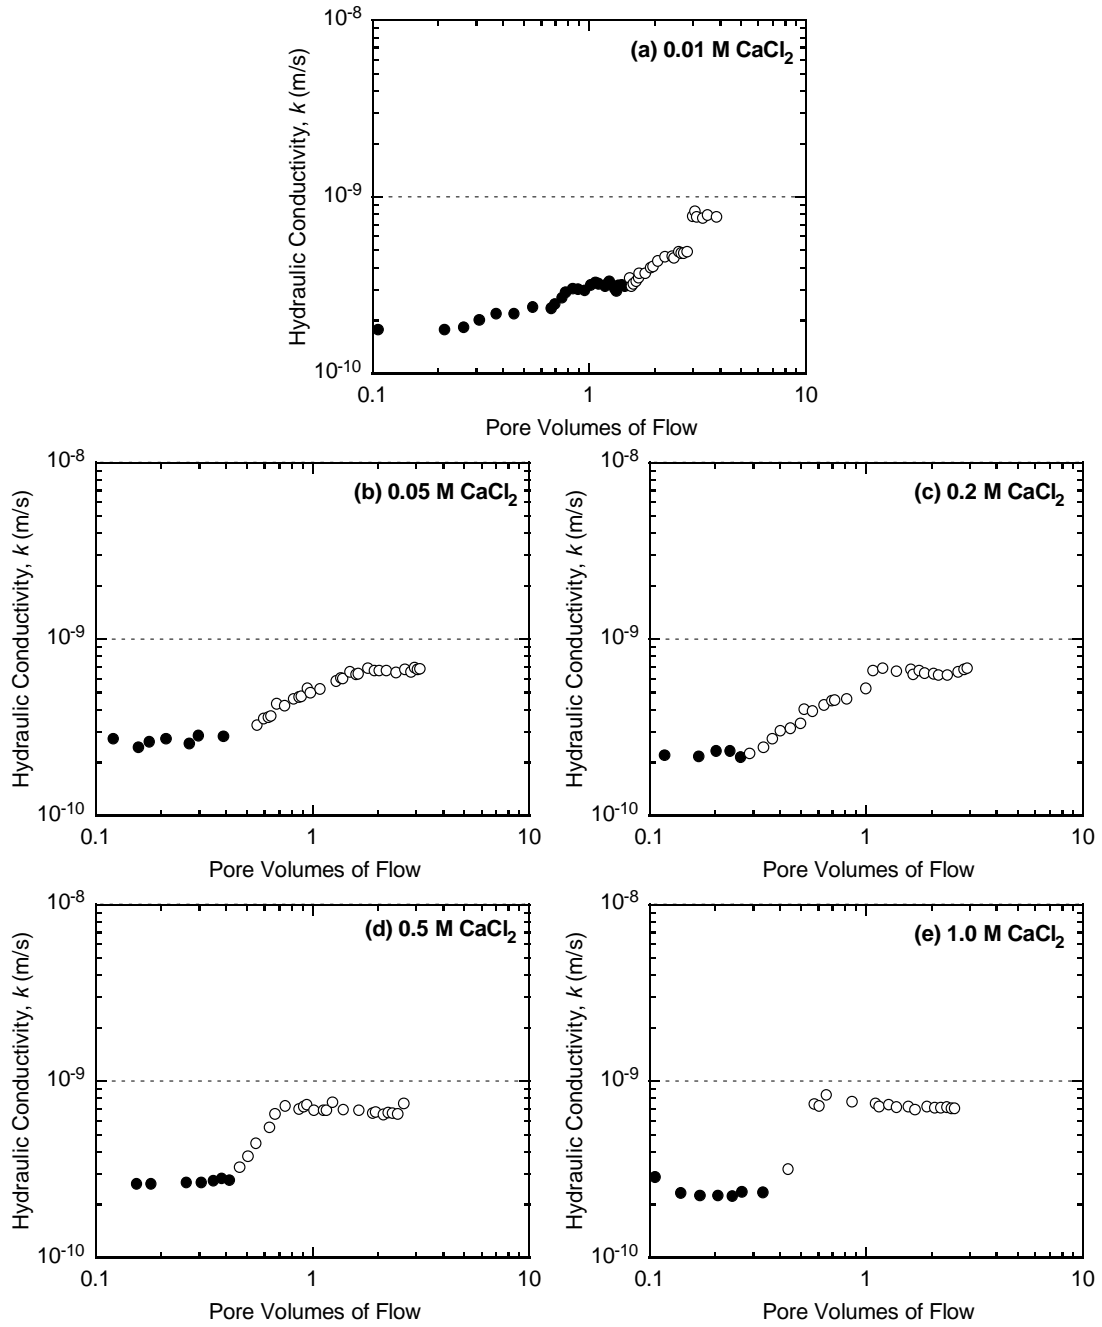 (a) 0.01 M CaCl₂
Hydraulic Conductivity, k (m/s)
10⁻⁸
10⁻⁹
10⁻¹⁰
0.1
1
10
Pore Volumes of Flow
(b) 0.05 M CaCl₂
Hydraulic Conductivity, k (m/s)
10⁻⁸
10⁻⁹
10⁻¹⁰
0.1
1
10
Pore Volumes of Flow
(c) 0.2 M CaCl₂
Hydraulic Conductivity, k (m/s)
10⁻⁸
10⁻⁹
10⁻¹⁰
0.1
1
10
Pore Volumes of Flow
(d) 0.5 M CaCl₂
Hydraulic Conductivity, k (m/s)
10⁻⁸
10⁻⁹
10⁻¹⁰
0.1
1
10
Pore Volumes of Flow
(e) 1.0 M CaCl₂
Hydraulic Conductivity, k (m/s)
10⁻⁸
10⁻⁹
10⁻¹⁰
0.1
1
10
Pore Volumes of Flow